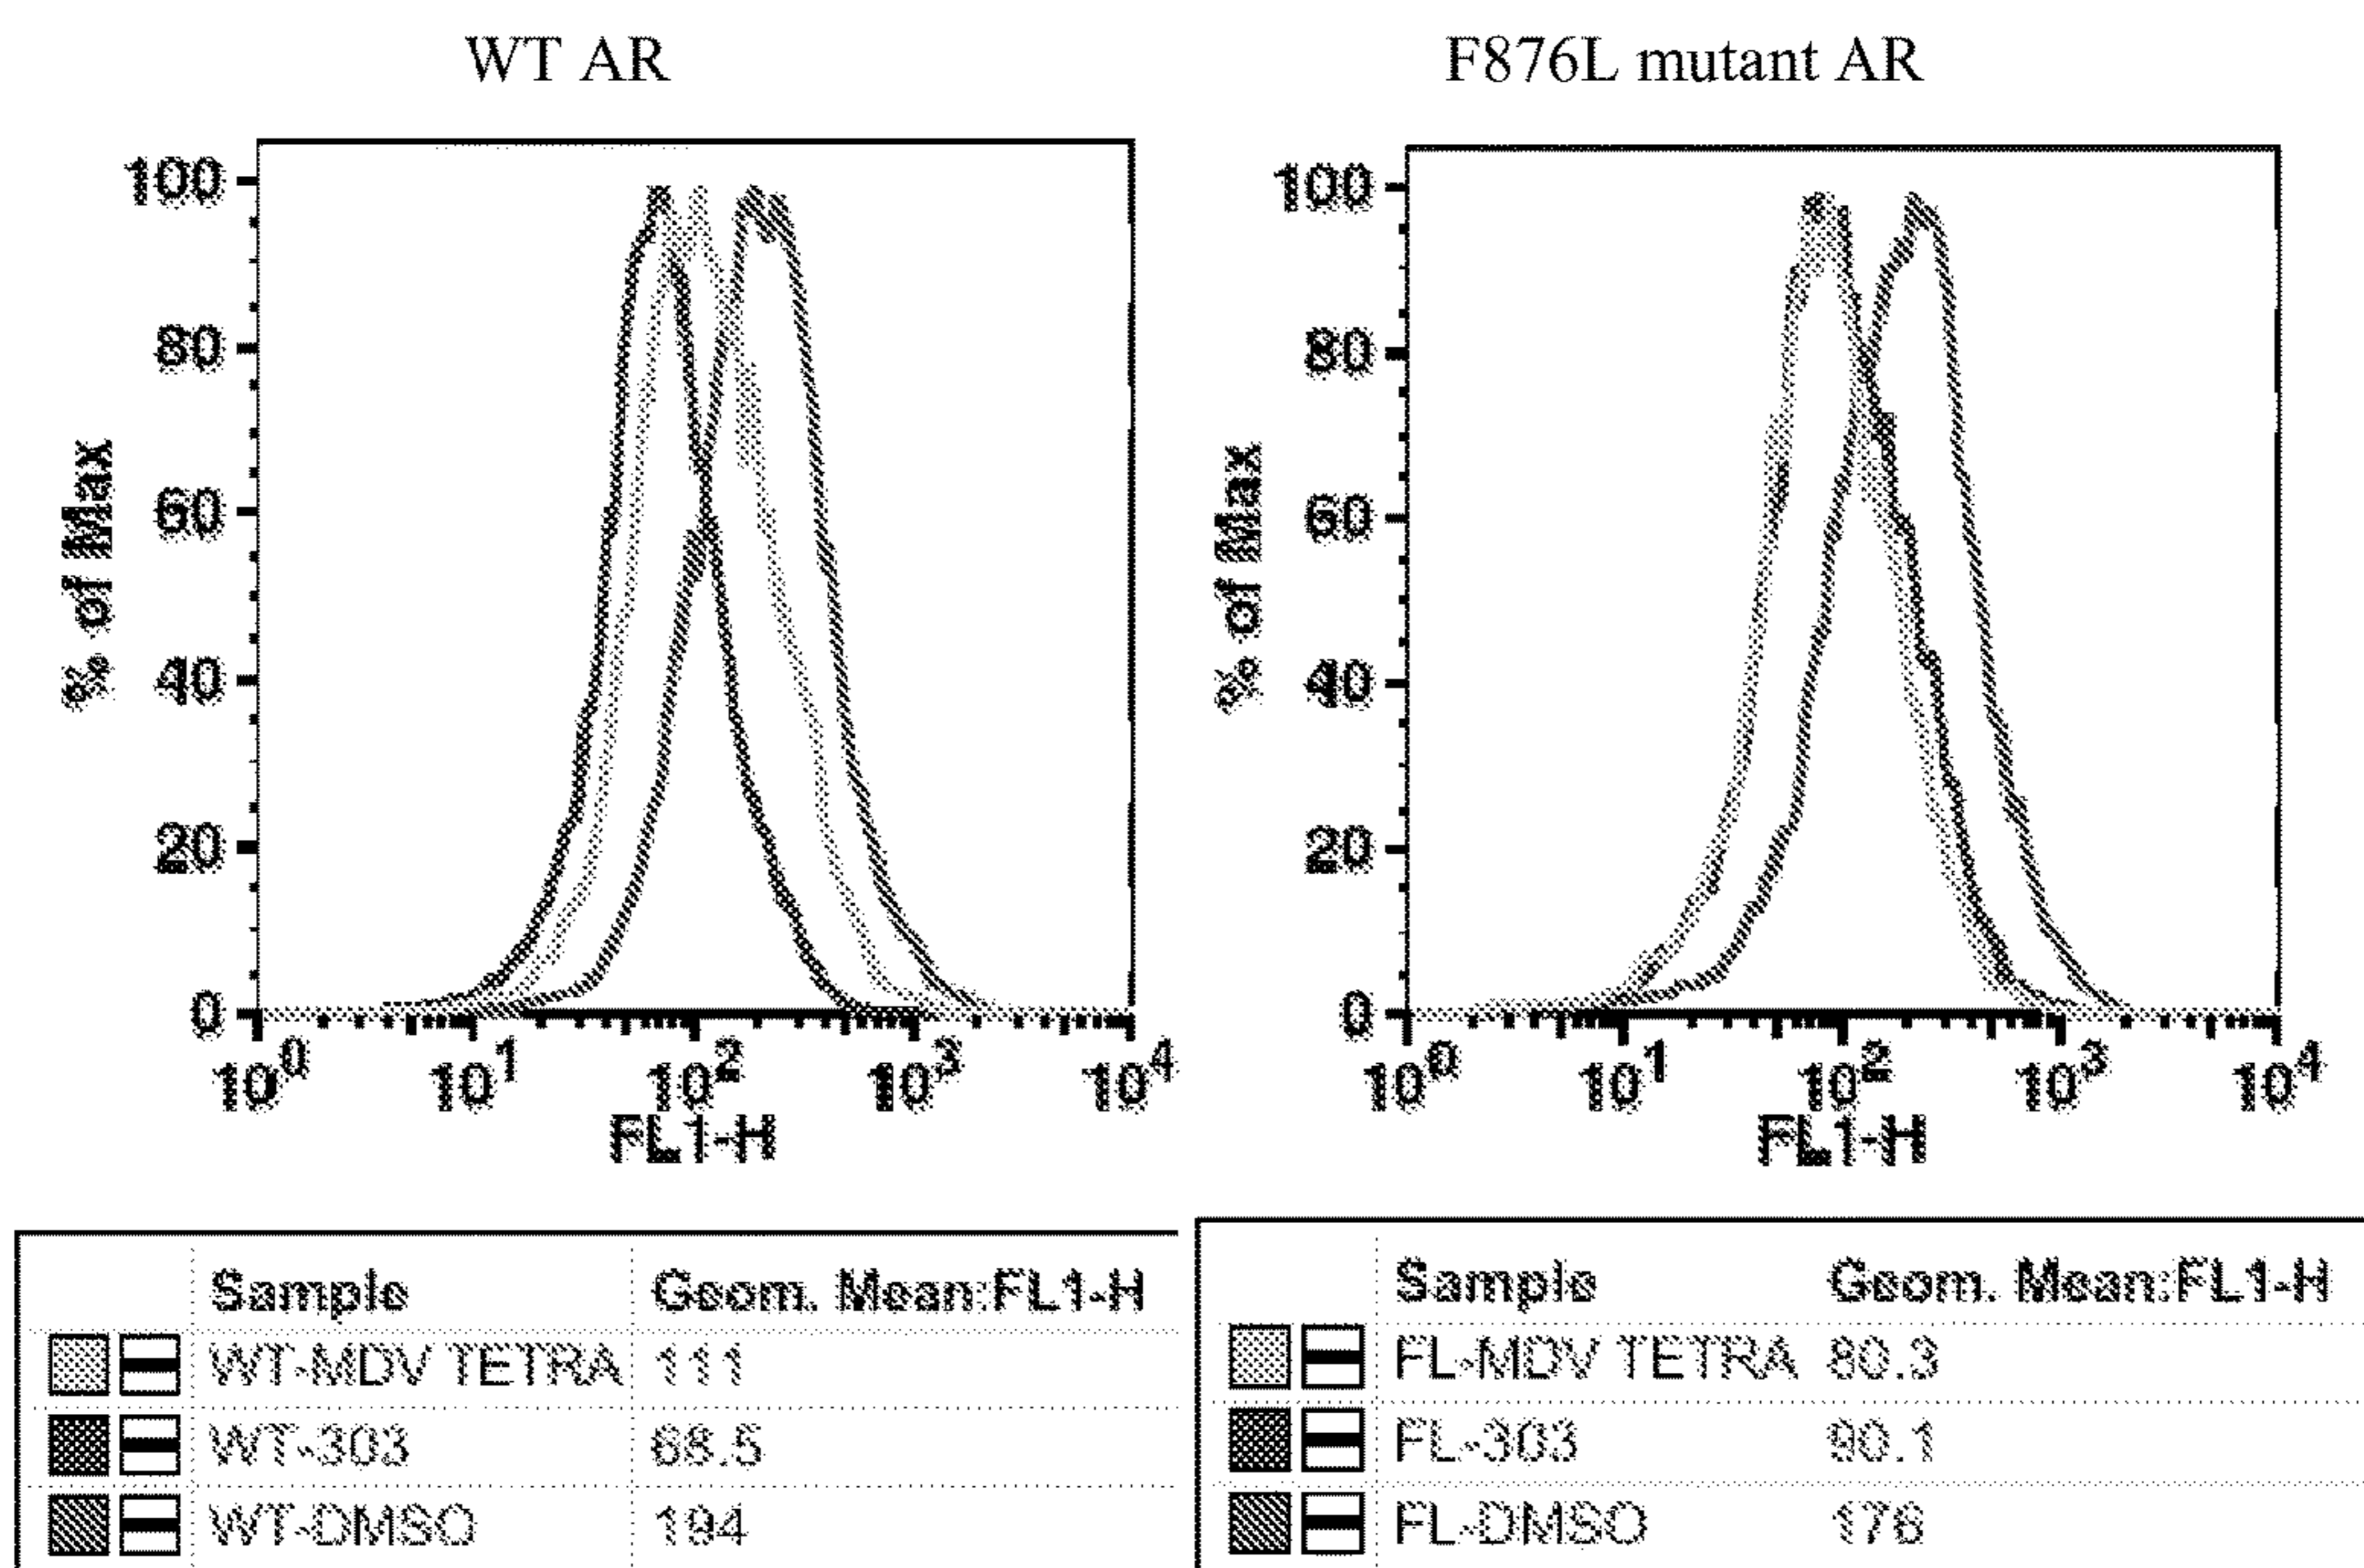 WT AR
F876L mutant AR
% of Max
100
80
60
40
20
0
10^0 10^1 10^2 10^3 10^4
FL1-H
% of Max
100
80
60
40
20
0
10^0 10^1 10^2 10^3 10^4
FL1-H
Sample Geom. Mean:FL1-H
WT-MDV TETRA 111
WT-303 68.5
WT-DMSO 194
Sample Geom. Mean:FL1-H
FL-MDV TETRA 80.3
FL-303 90.1
FL-DMSO 176